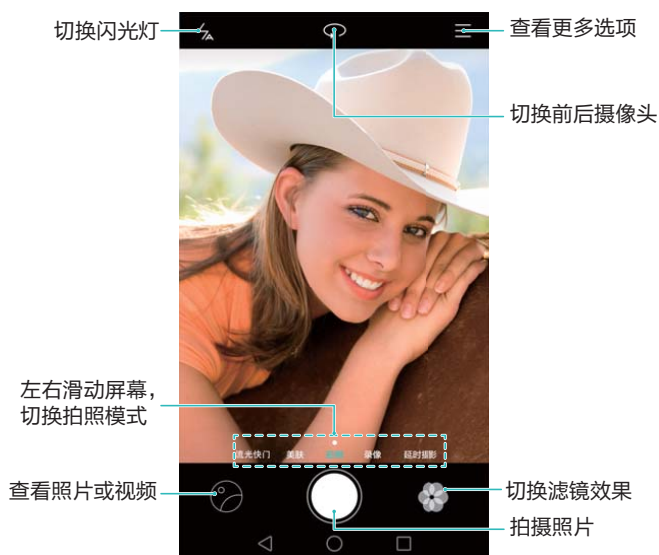 切换闪光灯
查看更多选项
切换前后摄像头
左右滑动屏幕，
切换拍照模式
流光快门 美肤 拍照 录像 延时摄影
查看照片或视频
切换滤镜效果
拍摄照片